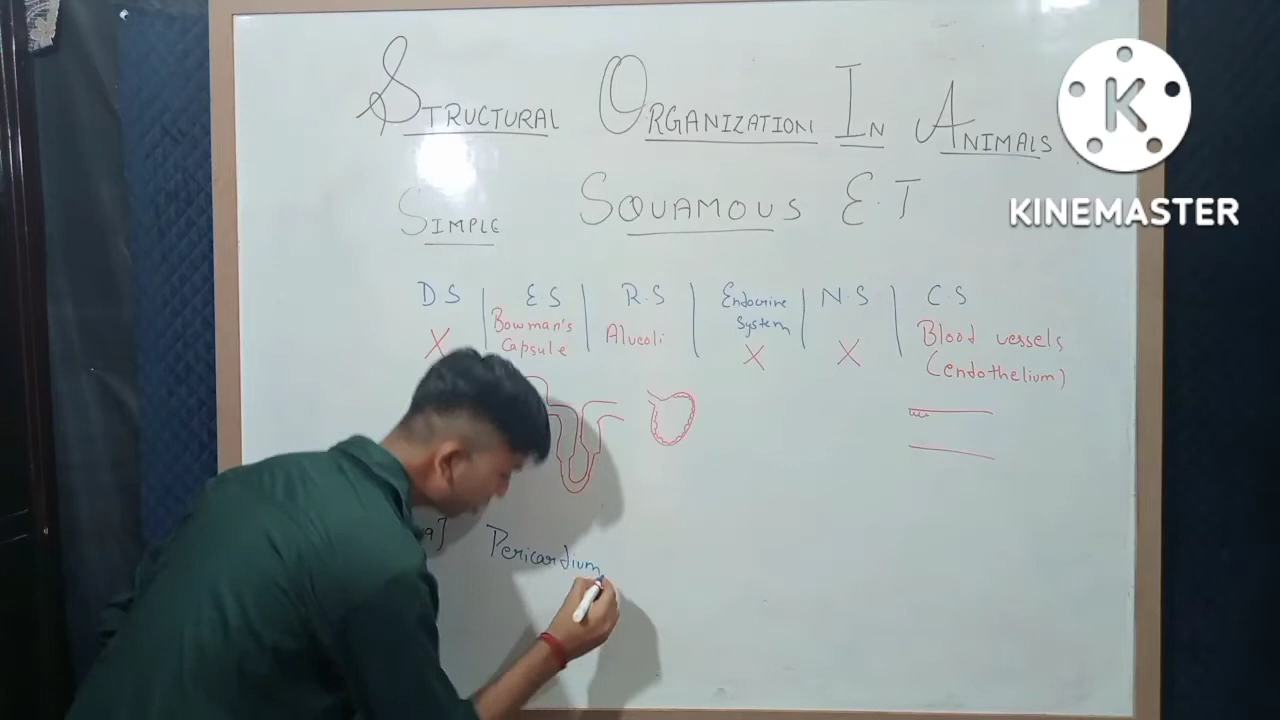 STRUCTURAL ORGANIZATION IN ANIMALS
SIMPLE SQUAMOUS E.T
D S E S R.S Endocrine System N.S C S
X Bowman's Capsule Alveoli X X Blood vessels (endothelium)
Pericardium
K
KINEMASTER